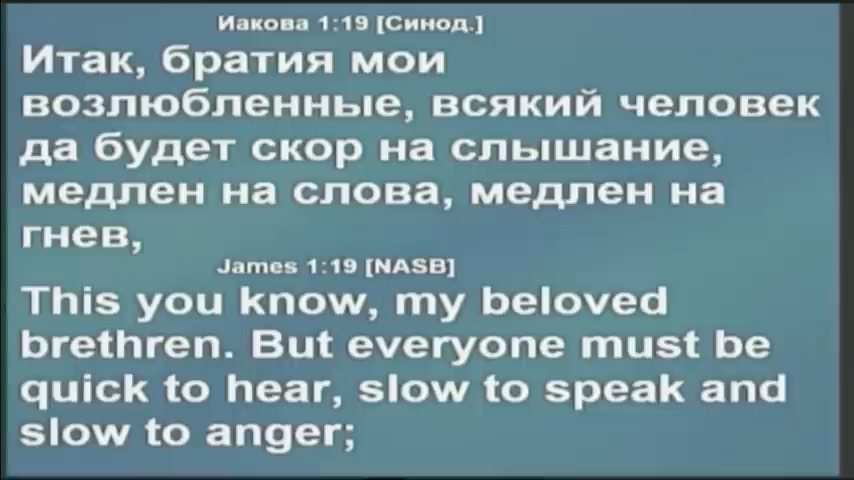 Иакова 1:19 [Синод.]
Итак, братия мои
возлюбленные, всякий человек
да будет скор на слышание,
медлен на слова, медлен на
гнев,
James 1:19 [NASB]
This you know, my beloved
brethren. But everyone must be
quick to hear, slow to speak and
slow to anger;